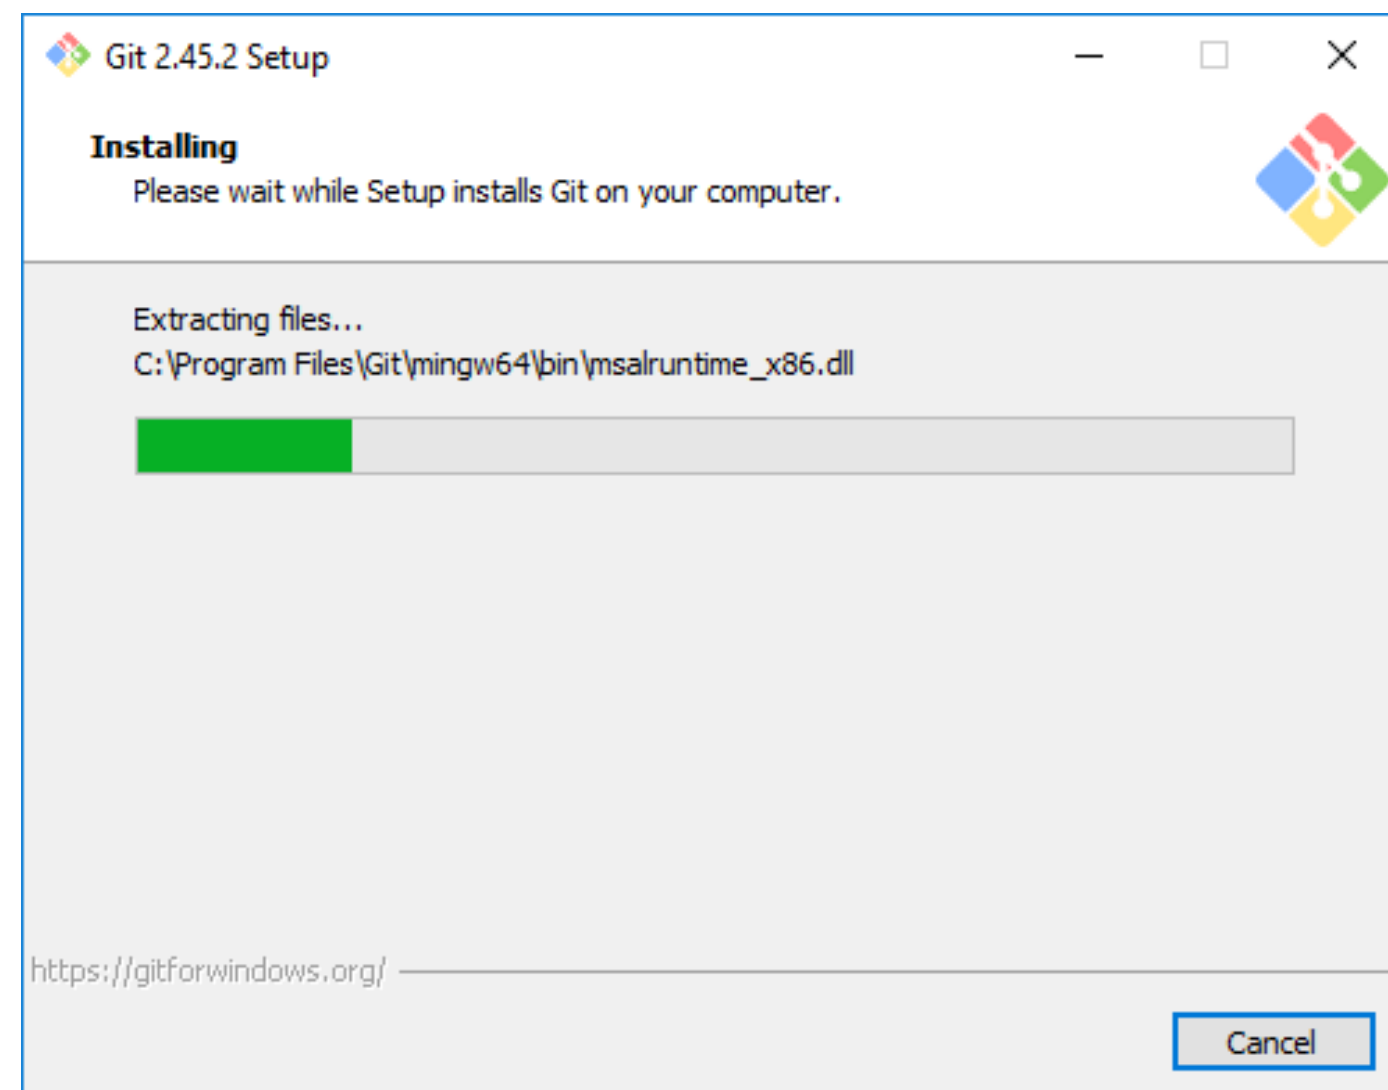 Git 2.45.2 Setup
Installing
Please wait while Setup installs Git on your computer.
Extracting files...
C:\Program Files\Git\mingw64\bin\msalruntime_x86.dll
https://gitforwindows.org/
Cancel